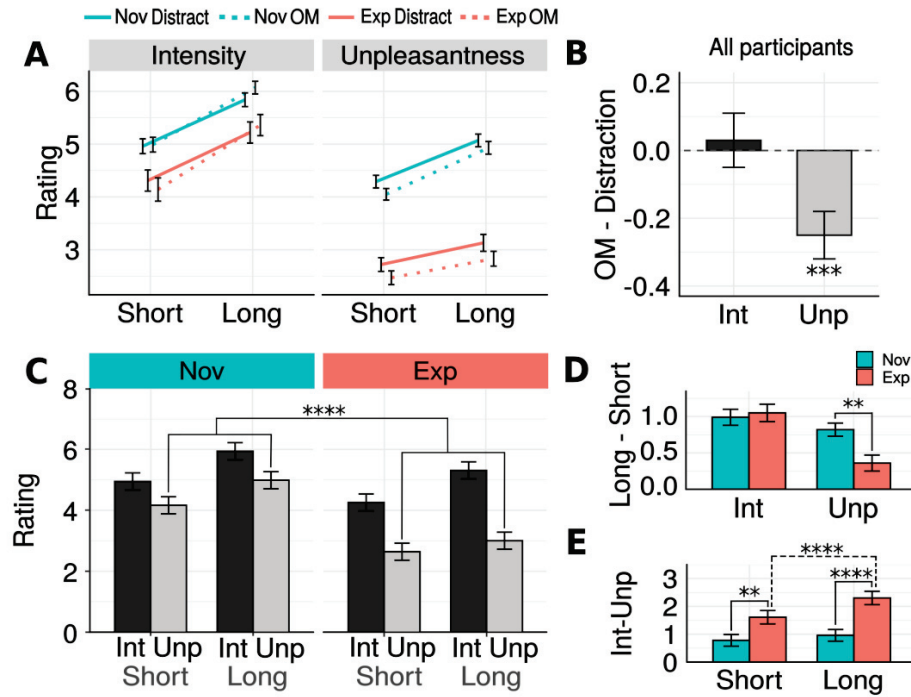 Nov Distract Nov OM Exp Distract Exp OM
A
Intensity Unpleasantness
Rating
6
5
4
3
Short Long Short Long
B
All participants
OM - Distraction
0.2
0.0
-0.2
-0.4
***
Int Unp
C
Nov Exp
Rating
8
6
4
2
0
****
Int Unp Int Unp Int Unp Int Unp
Short Long Short Long
D
Nov
Exp
Long - Short
1.0
0.5
0.0
**
Int Unp
E
Int-Unp
3
2
1
0
**
****
****
Short Long